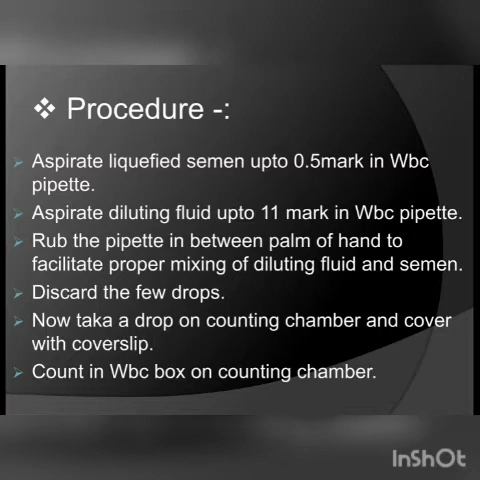 ❖ Procedure -:
➢ Aspirate liquefied semen upto 0.5mark in Wbc
pipette.
➢ Aspirate diluting fluid upto 11 mark in Wbc pipette.
➢ Rub the pipette in between palm of hand to
facilitate proper mixing of diluting fluid and semen.
➢ Discard the few drops.
➢ Now taka a drop on counting chamber and cover
with coverslip.
➢ Count in Wbc box on counting chamber.
InShOt